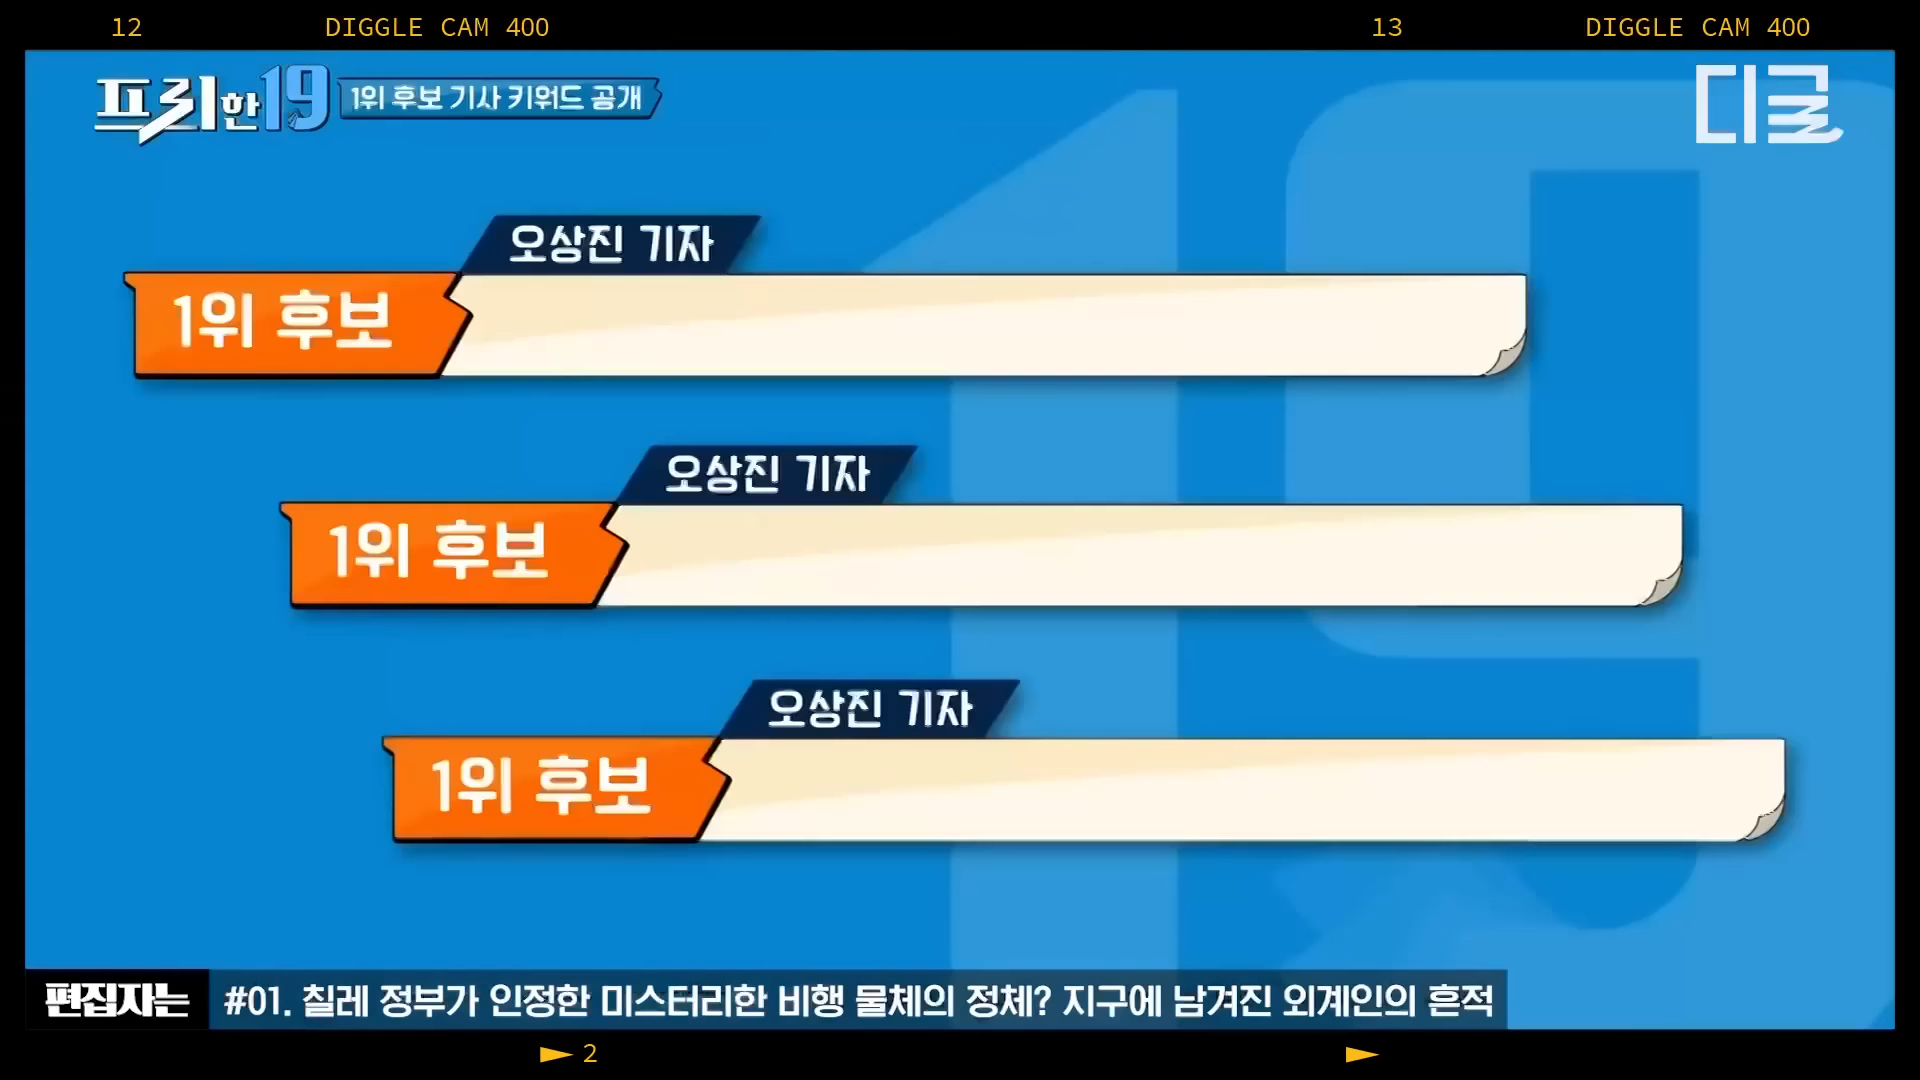 12 DIGGLE CAM 400 13 DIGGLE CAM 400
프리한19 1위 후보 기사 키워드 공개
디글
오상진 기자
1위 후보
오상진 기자
1위 후보
오상진 기자
1위 후보
편집자는 #01. 칠레 정부가 인정한 미스터리한 비행 물체의 정체? 지구에 남겨진 외계인의 흔적
2